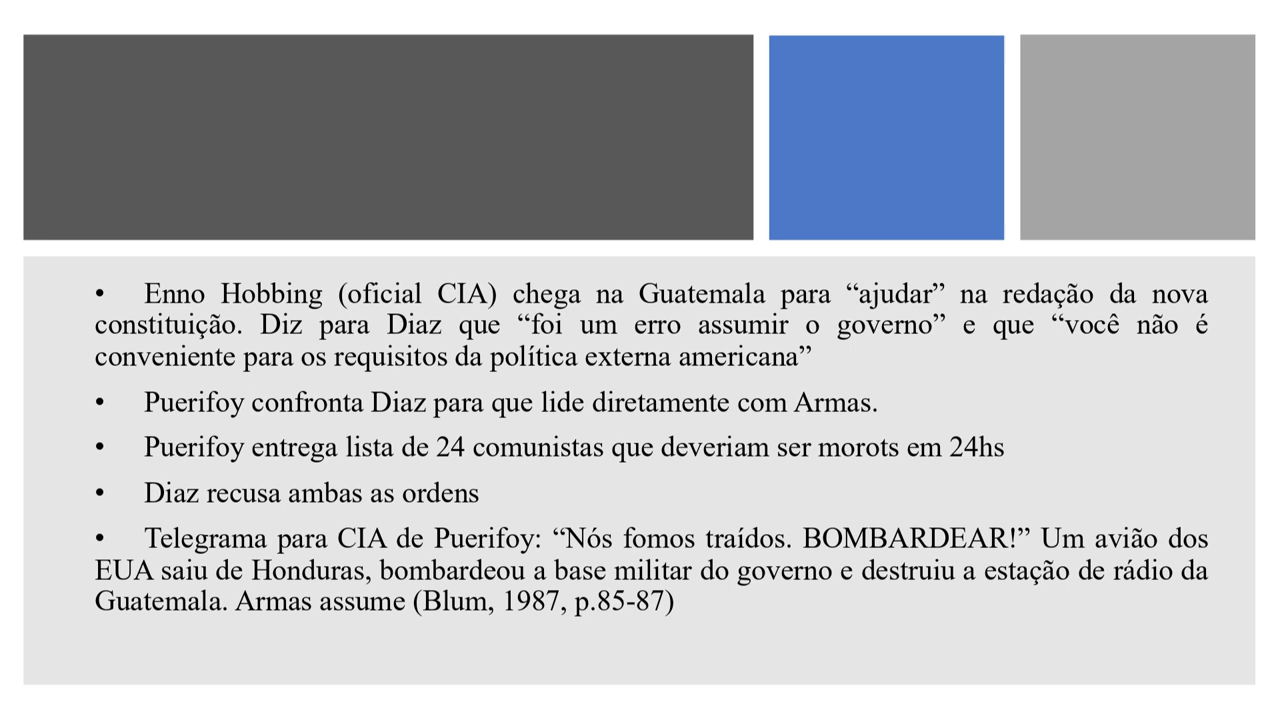 • Enno Hobbing (oficial CIA) chega na Guatemala para “ajudar” na redação da nova
constituição. Diz para Diaz que “foi um erro assumir o governo” e que “você não é
conveniente para os requisitos da política externa americana”
• Puerifoy confronta Diaz para que lide diretamente com Armas.
• Puerifoy entrega lista de 24 comunistas que deveriam ser morots em 24hs
• Diaz recusa ambas as ordens
• Telegrama para CIA de Puerifoy: “Nós fomos traídos. BOMBARDEAR!” Um avião dos
EUA saiu de Honduras, bombardeou a base militar do governo e destruiu a estação de rádio da
Guatemala. Armas assume (Blum, 1987, p.85-87)